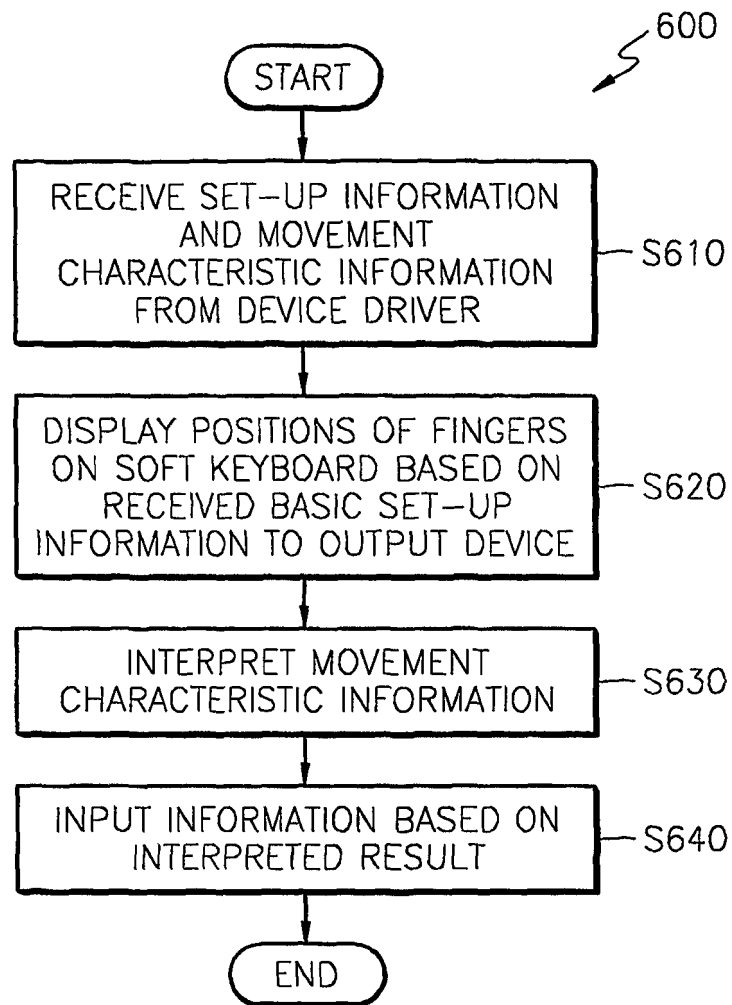 600
START
RECEIVE SET-UP INFORMATION
AND MOVEMENT
CHARACTERISTIC INFORMATION
FROM DEVICE DRIVER
S610
DISPLAY POSITIONS OF FINGERS
ON SOFT KEYBOARD BASED ON
RECEIVED BASIC SET-UP
INFORMATION TO OUTPUT DEVICE
S620
INTERPRET MOVEMENT
CHARACTERISTIC INFORMATION
S630
INPUT INFORMATION BASED ON
INTERPRETED RESULT
S640
END